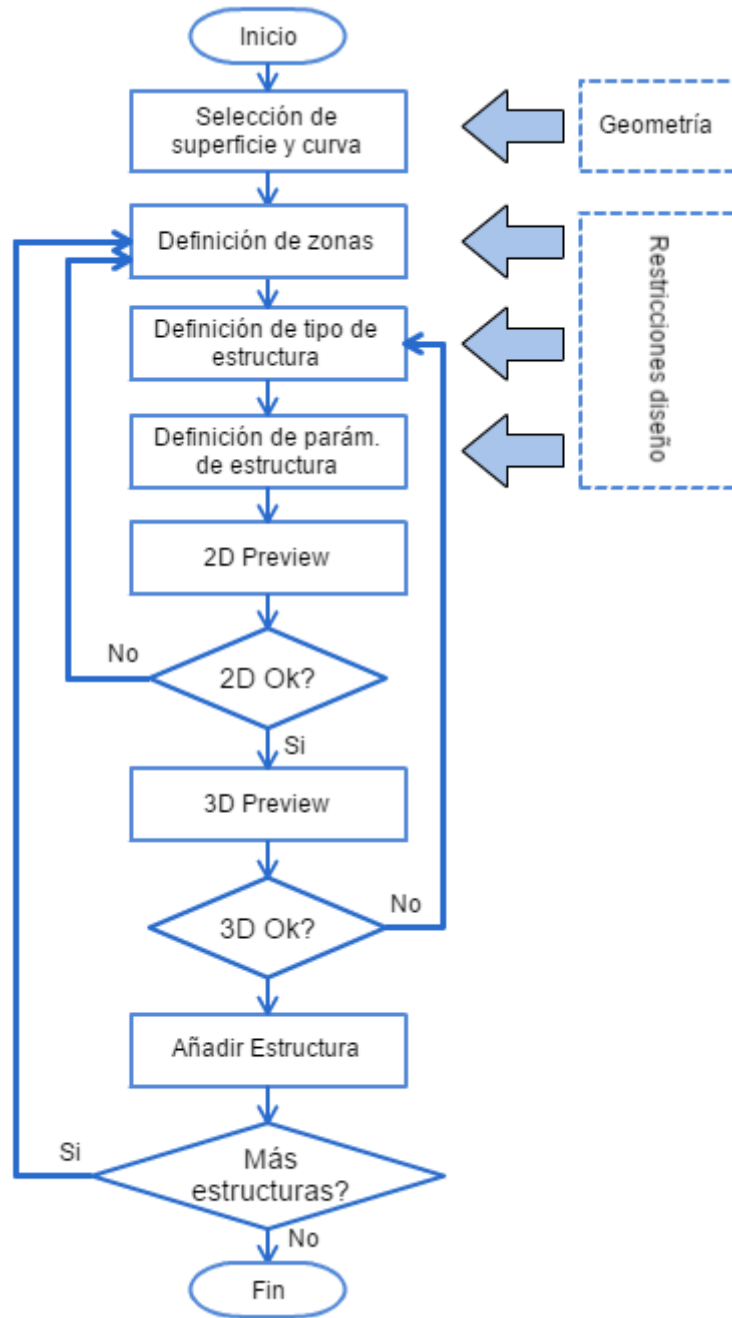 Inicio
Selección de
superficie y curva
Geometría
Definición de zonas
Restricciones diseño
Definición de tipo de
estructura
Definición de parám.
de estructura
2D Preview
No
2D Ok?
Si
3D Preview
No
3D Ok?
Añadir Estructura
Si
Más
estructuras?
No
Fin